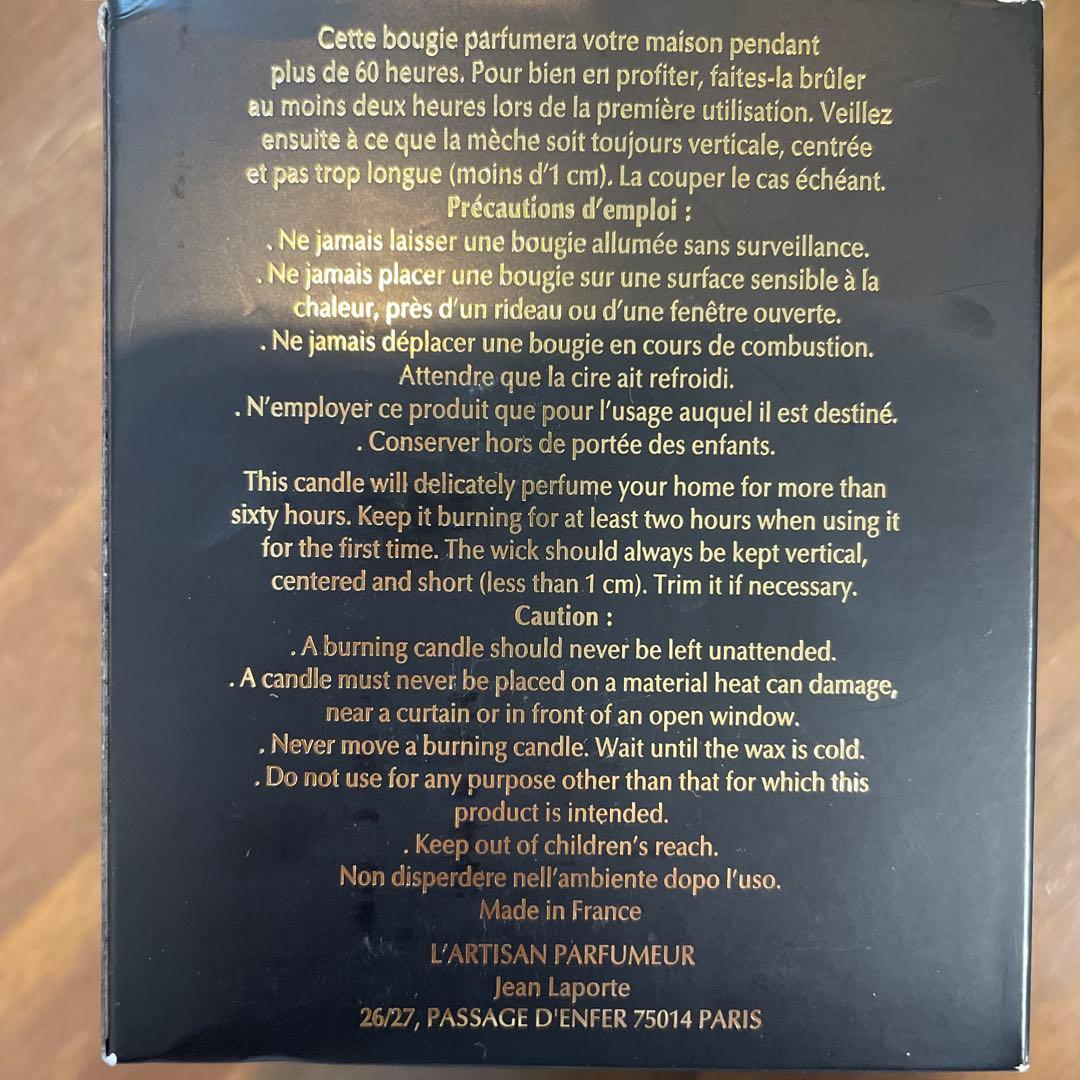 Cette bougie parfumera votre maison pendant
plus de 60 heures. Pour bien en profiter, faites-la brûler
au moins deux heures lors de la première utilisation. Veillez
ensuite à ce que la mèche soit toujours verticale, centrée
et pas trop longue (moins d'1 cm). La couper le cas échéant.
Précautions d'emploi :
. Ne jamais laisser une bougie allumée sans surveillance.
. Ne jamais placer une bougie sur une surface sensible à la
chaleur, près d'un rideau ou d'une fenêtre ouverte.
. Ne jamais déplacer une bougie en cours de combustion.
Attendre que la cire ait refroidi.
. N'employer ce produit que pour l'usage auquel il est destiné.
. Conserver hors de portée des enfants.
This candle will delicately perfume your home for more than
sixty hours. Keep it burning for at least two hours when using it
for the first time. The wick should always be kept vertical,
centered and short (less than 1 cm). Trim it if necessary.
Caution :
. A burning candle should never be left unattended.
. A candle must never be placed on a material heat can damage,
near a curtain or in front of an open window.
. Never move a burning candle. Wait until the wax is cold.
. Do not use for any purpose other than that for which this
product is intended.
. Keep out of children's reach.
Non disperdere nell'ambiente dopo l'uso.
Made in France
L'ARTISAN PARFUMEUR
Jean Laporte
26/27, PASSAGE D'ENFER 75014 PARIS